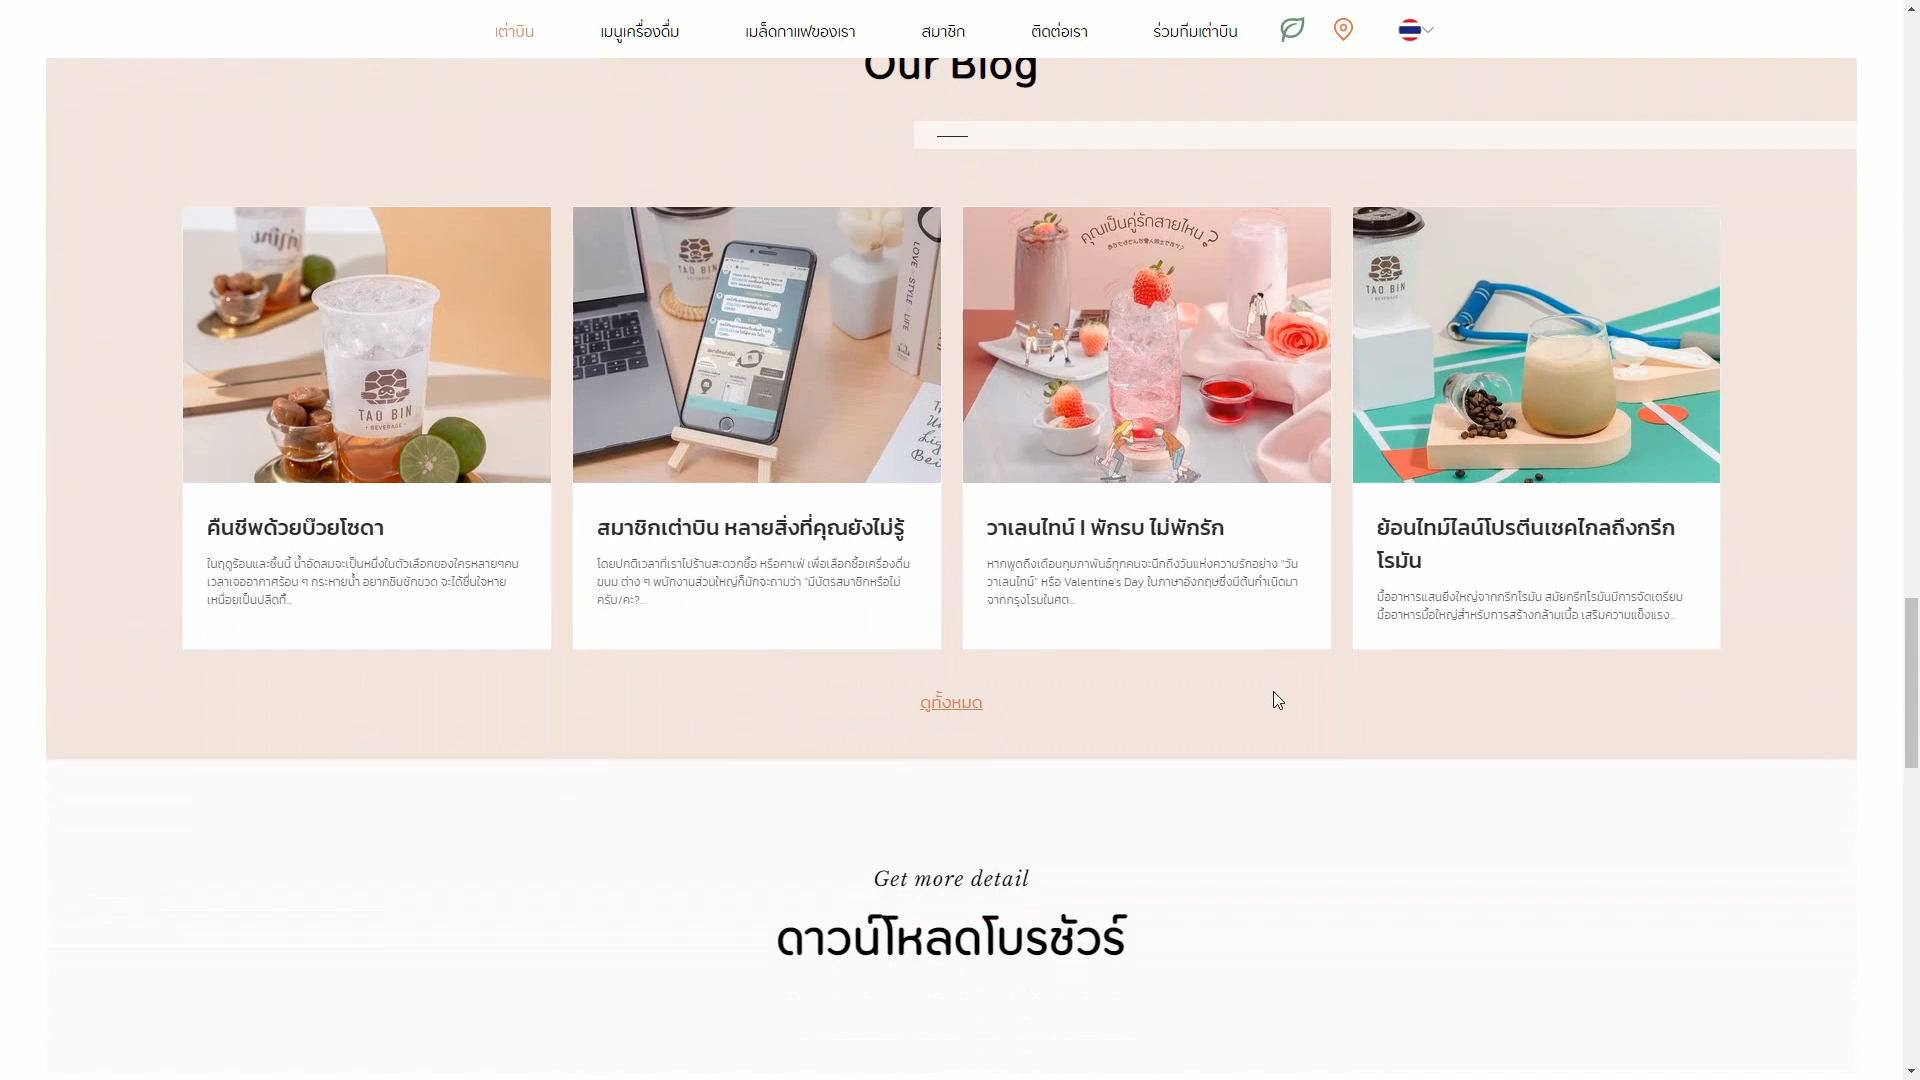 เต่าบิน
เมนูเครื่องดื่ม
เมล็ดกาแฟของเรา
สมาชิก
ติดต่อเรา
ร่วมทีมเต่าบิน
Our Blog
TAO BIN
BEVERAGE
TAO BIN
LOVE STYLE LIFE
คุณเป็นคู่รักสายไหน ?
TAO BIN
BEVERAGE
คืนชีพด้วยบ๊วยโซดา
ในฤดูร้อนและชื้นนี้ น้ำอัดลมจะเป็นหนึ่งในตัวเลือกของใครหลายๆคน
เวลาเจออากาศร้อน ๆ กระหายน้ำ อยากชิมซักขวด จะได้ชื่นใจหาย
เหนื่อยเป็นปลิดทิ้...
สมาชิกเต่าบิน หลายสิ่งที่คุณยังไม่รู้
โดยปกติเวลาที่เราไปร้านสะดวกซื้อ หรือคาเฟ่ เพื่อเลือกซื้อเครื่องดื่ม
ขนม ต่าง ๆ พนักงานส่วนใหญ่ก็มักจะถามว่า "มีบัตรสมาชิกหรือไม่
ครับ/คะ?...
วาเลนไทน์ l พักรบ ไม่พักรัก
หากพูดถึงเดือนกุมภาพันธ์ทุกคนจะนึกถึงวันแห่งความรักอย่าง "วัน
วาเลนไทน์" หรือ Valentine's Day ในภาษาอังกฤษซึ่งมีต้นกำเนิดมา
จากกรุงโรมในศต...
ย้อนไทม์ไลน์โปรตีนเชคไกลถึงกรีก
โรมัน
มื้ออาหารแสนยิ่งใหญ่จากกรีกโรมัน สมัยกรีกโรมันมีการจัดเตรียม
มื้ออาหารมื้อใหญ่สำหรับการสร้างกล้ามเนื้อ เสริมความแข็งแรง...
ดูทั้งหมด
Get more detail
ดาวน์โหลดโบรชัวร์